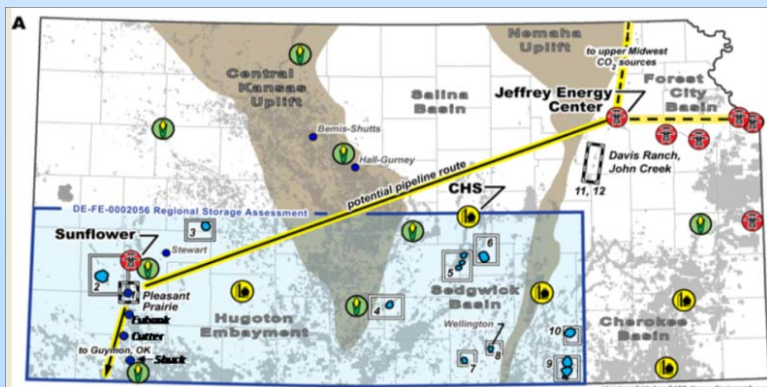 A
Nemaha
Uplift
to upper Midwest
CO2 sources
Central
Kansas
Uplift
Salina
Basin
Jeffrey Energy
Center
Forest
City
Basin
Bemis-Shutts
Hall-Gurney
Davis Ranch,
John Creek
11, 12
potential pipeline route
CHS
DE-FE-0002056 Regional Storage Assessment
Sunflower
3
Stewart
6
5
2
Pleasant
Prairie
Hugoton
Embayment
4
Sedgwick
Basin
Eubank
Cutter
Wellington
10
Cherokee
Basin
to Guymon, OK
Shuck
7
8
9